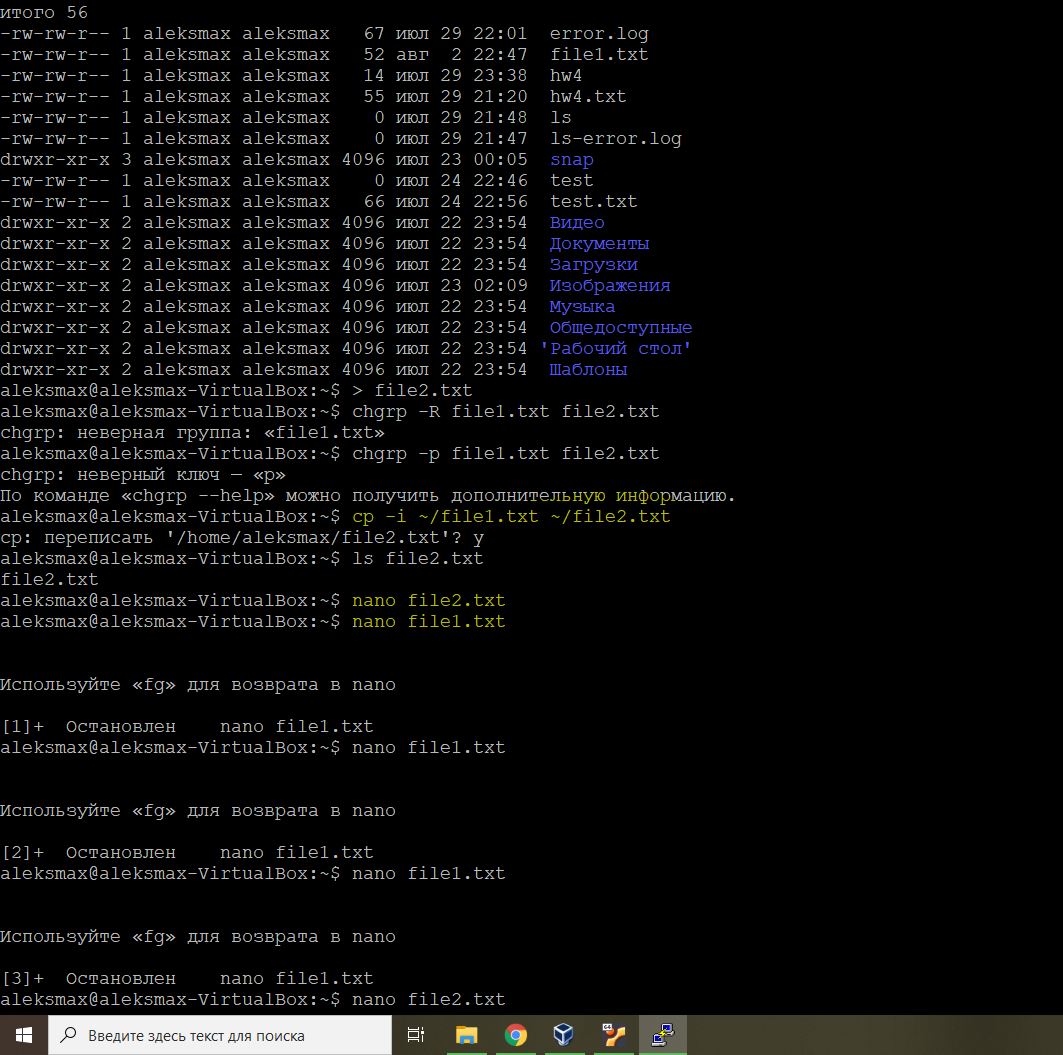 итого 56
-rw-rw-r-- 1 aleksmax aleksmax   67 июл 29 22:01  error.log
-rw-rw-r-- 1 aleksmax aleksmax   52 авг  2 22:47  file1.txt
-rw-rw-r-- 1 aleksmax aleksmax   14 июл 29 23:38  hw4
-rw-rw-r-- 1 aleksmax aleksmax   55 июл 29 21:20  hw4.txt
-rw-rw-r-- 1 aleksmax aleksmax    0 июл 29 21:48  ls
-rw-rw-r-- 1 aleksmax aleksmax    0 июл 29 21:47  ls-error.log
drwxr-xr-x 3 aleksmax aleksmax 4096 июл 23 00:05  snap
-rw-rw-r-- 1 aleksmax aleksmax    0 июл 24 22:46  test
-rw-rw-r-- 1 aleksmax aleksmax   66 июл 24 22:56  test.txt
drwxr-xr-x 2 aleksmax aleksmax 4096 июл 22 23:54  Видео
drwxr-xr-x 2 aleksmax aleksmax 4096 июл 22 23:54  Документы
drwxr-xr-x 2 aleksmax aleksmax 4096 июл 22 23:54  Загрузки
drwxr-xr-x 2 aleksmax aleksmax 4096 июл 23 02:09  Изображения
drwxr-xr-x 2 aleksmax aleksmax 4096 июл 22 23:54  Музыка
drwxr-xr-x 2 aleksmax aleksmax 4096 июл 22 23:54  Общедоступные
drwxr-xr-x 2 aleksmax aleksmax 4096 июл 22 23:54 'Рабочий стол'
drwxr-xr-x 2 aleksmax aleksmax 4096 июл 22 23:54  Шаблоны
aleksmax@aleksmax-VirtualBox:~$ > file2.txt
aleksmax@aleksmax-VirtualBox:~$ chgrp -R file1.txt file2.txt
chgrp: неверная группа: «file1.txt»
aleksmax@aleksmax-VirtualBox:~$ chgrp -p file1.txt file2.txt
chgrp: неверный ключ — «p»
По команде «chgrp --help» можно получить дополнительную информацию.
aleksmax@aleksmax-VirtualBox:~$ cp -i ~/file1.txt ~/file2.txt
cp: переписать '/home/aleksmax/file2.txt'? y
aleksmax@aleksmax-VirtualBox:~$ ls file2.txt
file2.txt
aleksmax@aleksmax-VirtualBox:~$ nano file2.txt
aleksmax@aleksmax-VirtualBox:~$ nano file1.txt
Используйте «fg» для возврата в nano
[1]+  Остановлен    nano file1.txt
aleksmax@aleksmax-VirtualBox:~$ nano file1.txt
Используйте «fg» для возврата в nano
[2]+  Остановлен    nano file1.txt
aleksmax@aleksmax-VirtualBox:~$ nano file1.txt
Используйте «fg» для возврата в nano
[3]+  Остановлен    nano file1.txt
aleksmax@aleksmax-VirtualBox:~$ nano file2.txt
Введите здесь текст для поиска
64